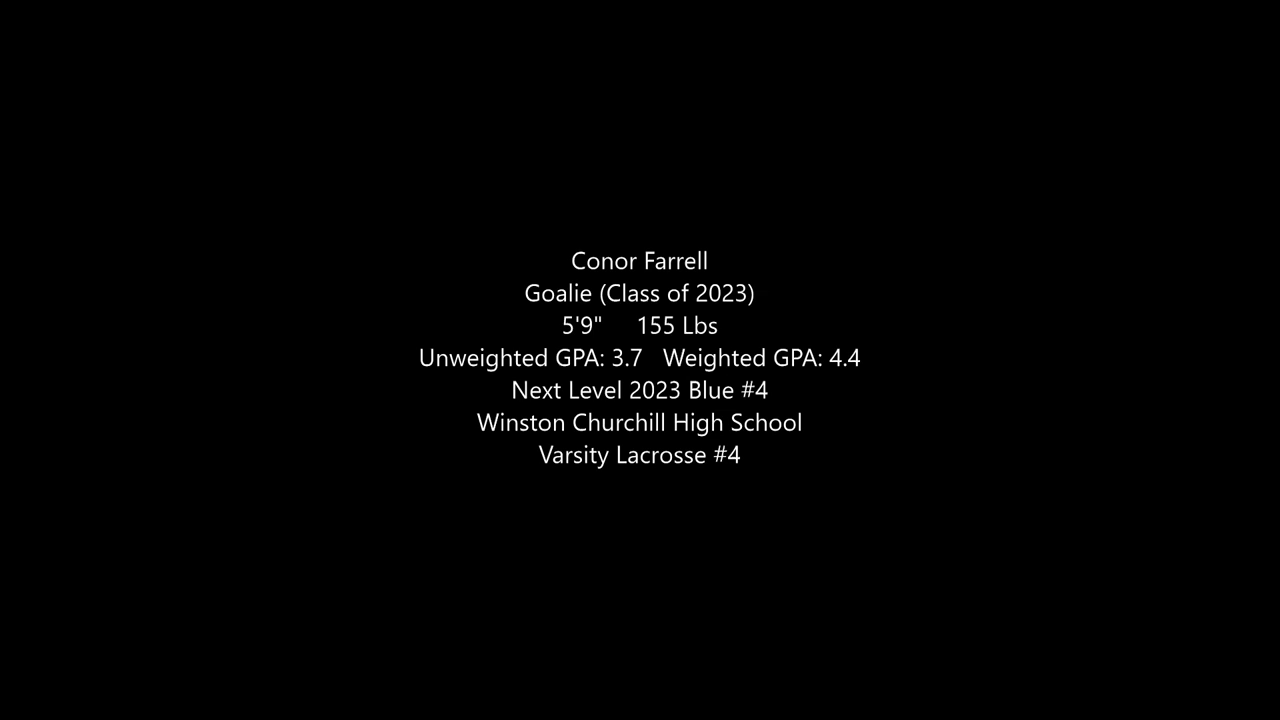 Conor Farrell
Goalie (Class of 2023)
5'9" 155 Lbs
Unweighted GPA: 3.7 Weighted GPA: 4.4
Next Level 2023 Blue #4
Winston Churchill High School
Varsity Lacrosse #4